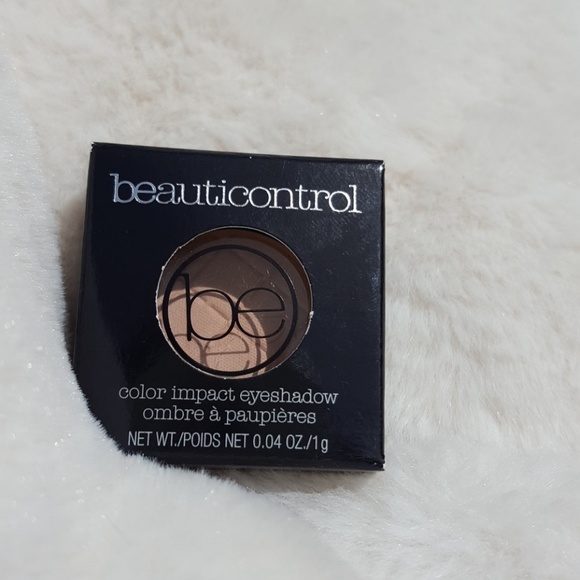 beauticontrol
be
color impact eyeshadow
ombre à paupières
NET WT./POIDS NET 0.04 OZ./1g